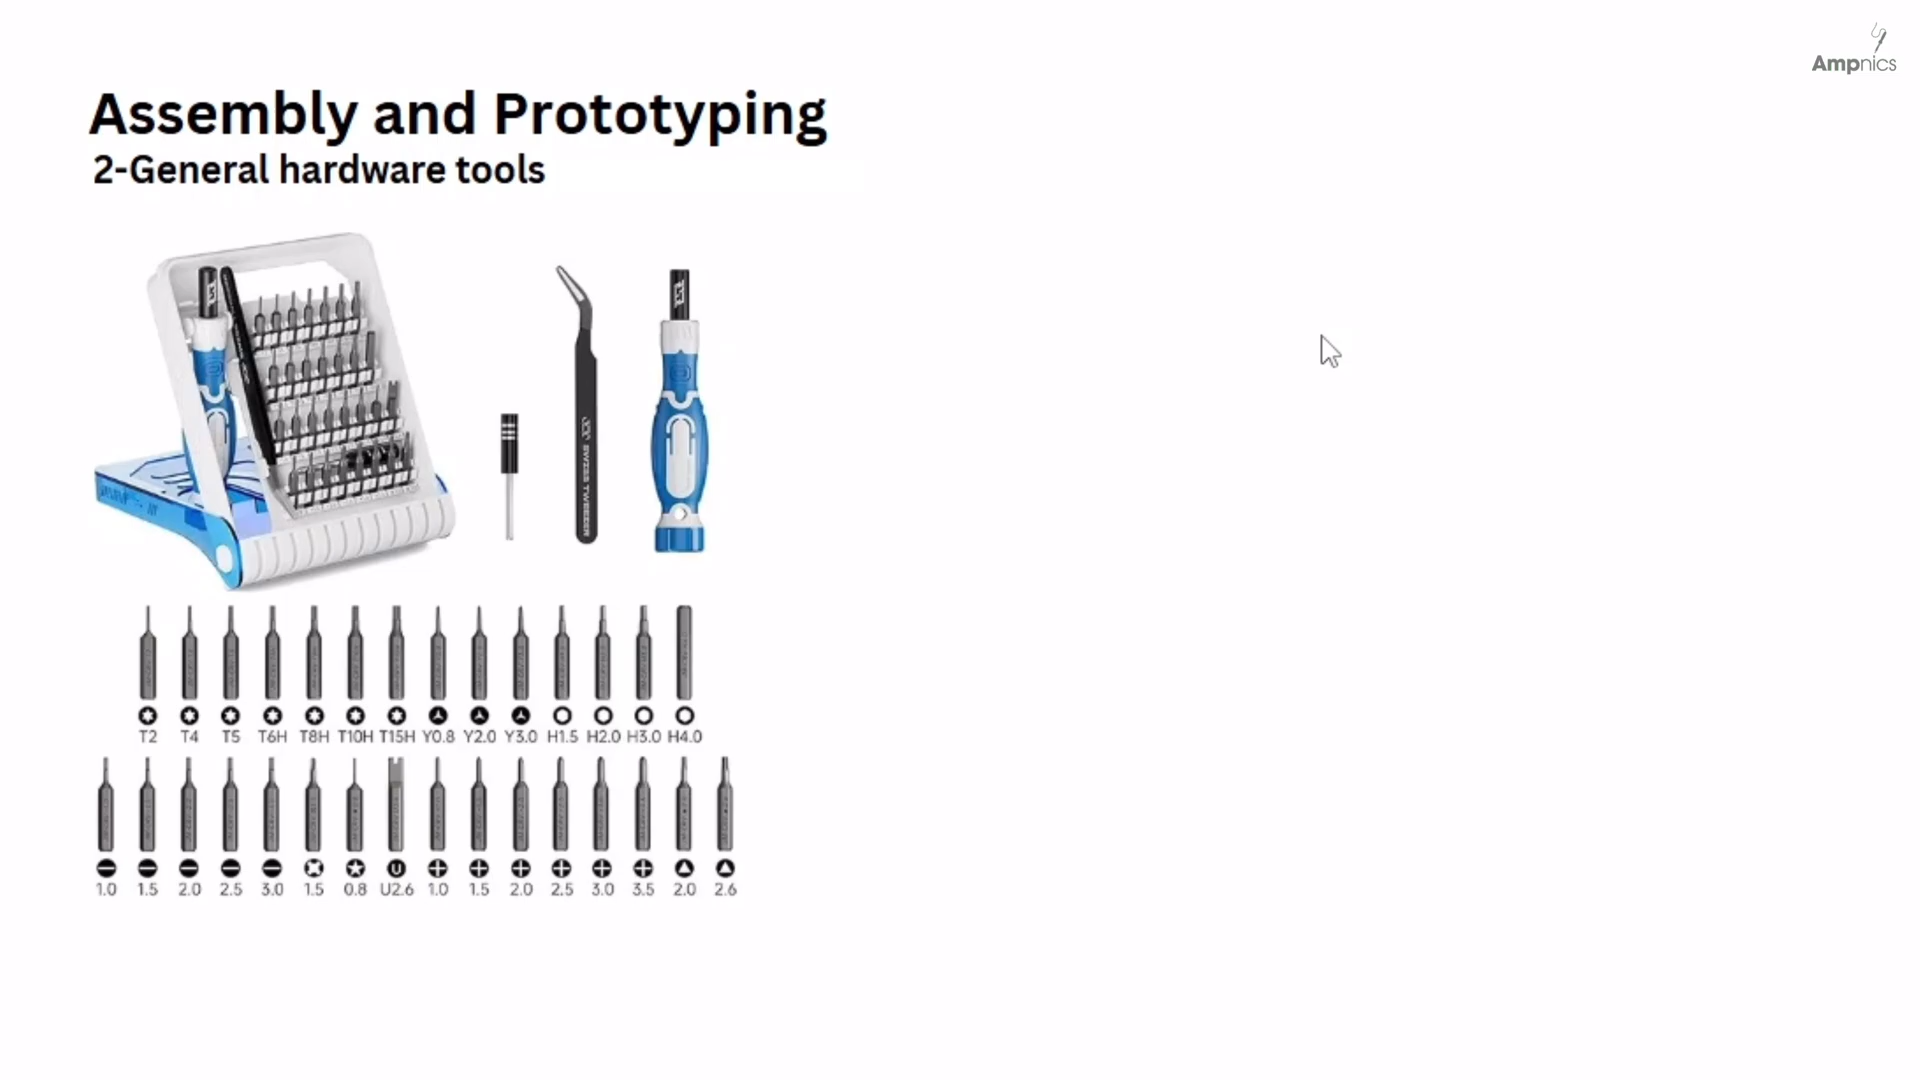 Ampnics
Assembly and Prototyping
2-General hardware tools
SWISS TWEEZER
T2 T4 T5 T6H T8H T10H T15H Y0.8 Y2.0 Y3.0 H1.5 H2.0 H3.0 H4.0
U
1.0 1.5 2.0 2.5 3.0 1.5 0.8 U2.6 1.0 1.5 2.0 2.5 3.0 3.5 2.0 2.6